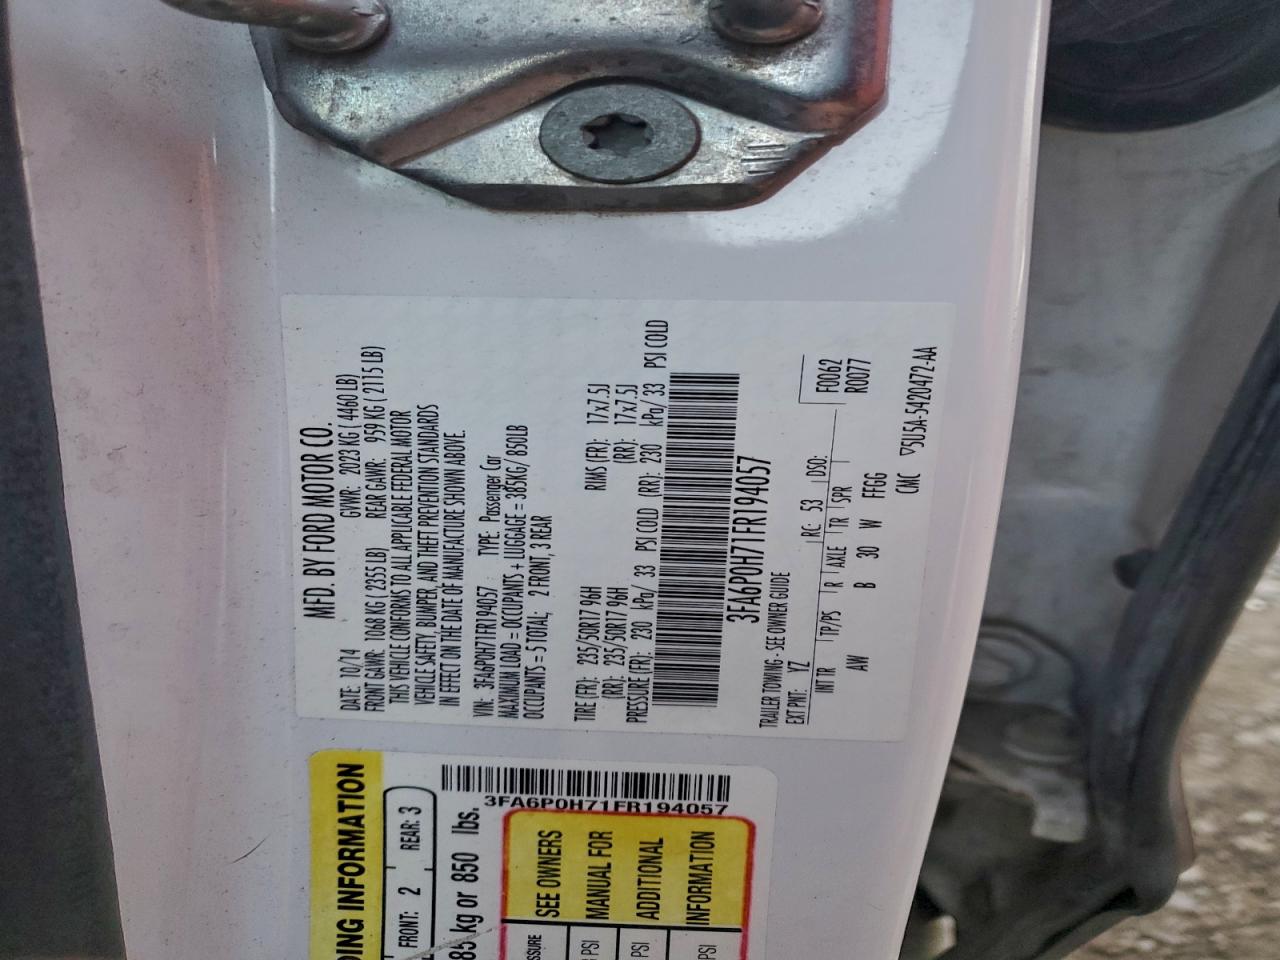 MFD. BY FORD MOTOR CO.
DATE: 10/14 GVWR: 2023 KG ( 4460 LB)
FRONT GAWR: 1068 KG ( 2355 LB) REAR GAWR: 959 KG ( 2115 LB)
THIS VEHICLE CONFORMS TO ALL APPLICABLE FEDERAL MOTOR
VEHICLE SAFETY, BUMPER, AND THEFT PREVENTION STANDARDS
IN EFFECT ON THE DATE OF MANUFACTURE SHOWN ABOVE.
VIN: 3FA6P0H71FR194057 TYPE: Passenger Car
MAXIMUM LOAD = OCCUPANTS + LUGGAGE = 385KG/ 850LB
OCCUPANTS = 5 TOTAL; 2 FRONT, 3 REAR
TIRE (FR): 235/50R17 96H RIMS (FR): 17x7.5J
(RR): 235/50R17 96H (RR): 17x7.5J
PRESSURE (FR): 230 kPa/ 33 PSI COLD (RR): 230 kPa/ 33 PSI COLD
3FA6P0H71FR194057
TRAILER TOWING - SEE OWNER GUIDE
EXT PNT: YZ RC: 53 DSO: F0062
INT TR TP/PS R AXLE TR SPR R0077
AW B 30 W FFGG
CMC ▽5U5A-5420472-AA
DING INFORMATION
FRONT: 2 REAR: 3
3FA6P0H71FR194057
85 kg or 850 lbs.
SSURE SEE OWNERS
PSI MANUAL FOR
PSI ADDITIONAL
PSI INFORMATION